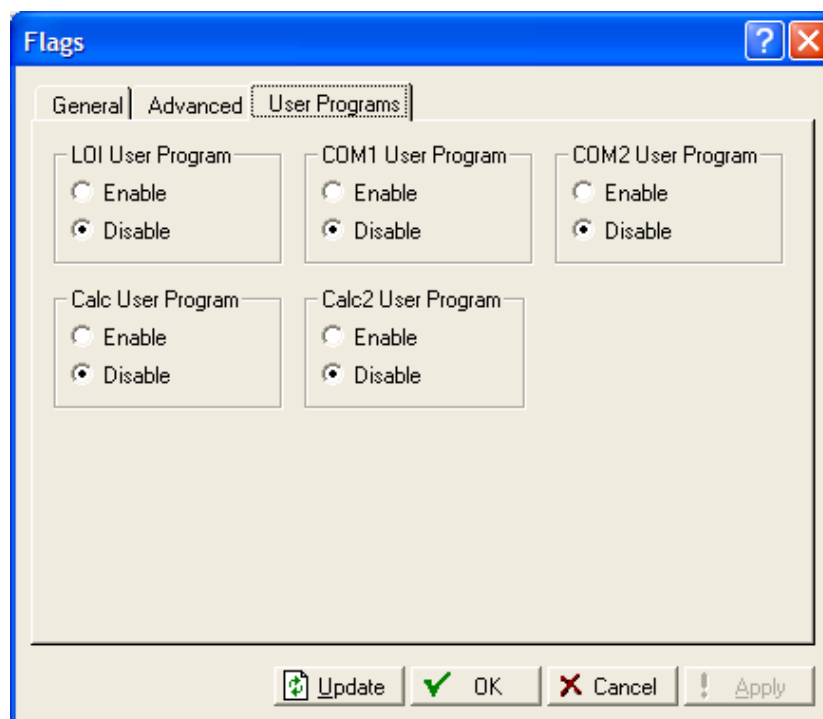 Flags
General Advanced User Programs
LOI User Program COM1 User Program COM2 User Program
Enable Enable Enable
Disable Disable Disable
Calc User Program Calc2 User Program
Enable Enable
Disable Disable
Update OK Cancel Apply